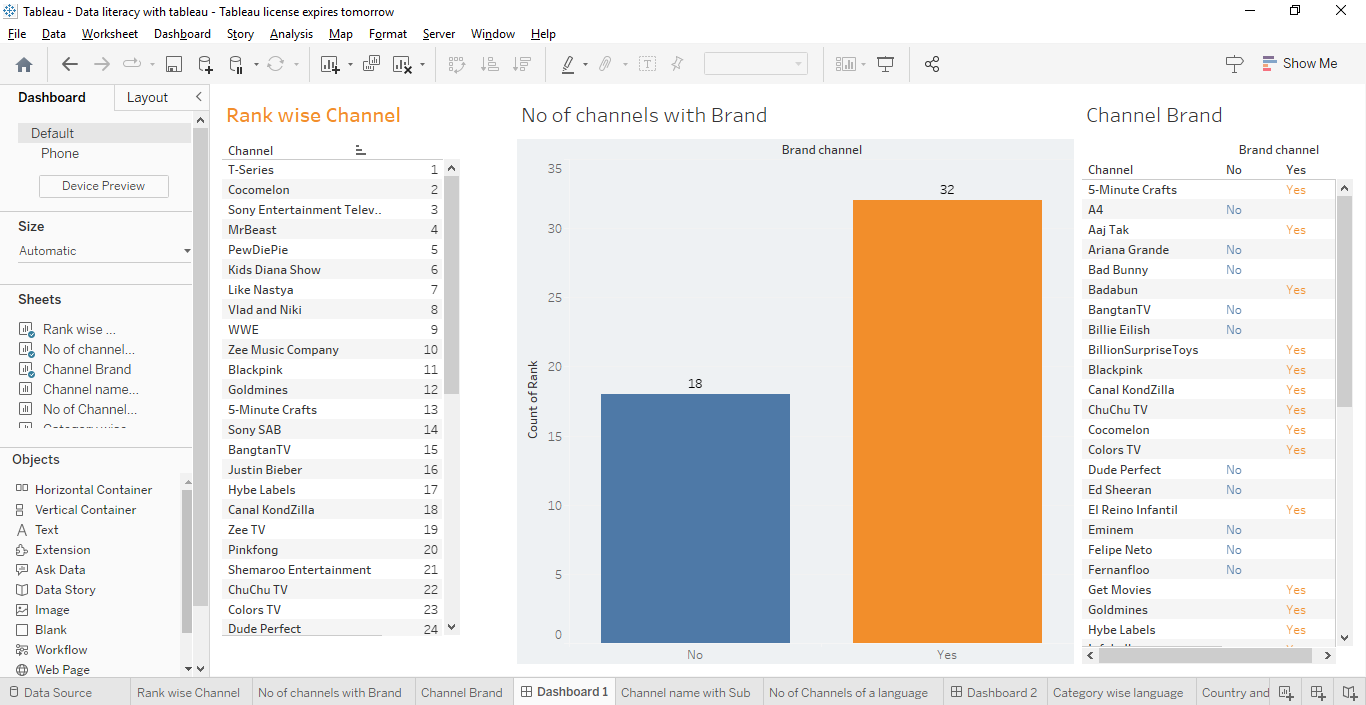 Tableau - Data literacy with tableau - Tableau license expires tomorrow
File Data Worksheet Dashboard Story Analysis Map Format Server Window Help
Show Me
Dashboard Layout
Default
Phone
Device Preview
Size
Automatic
Sheets
Rank wise ...
No of channel...
Channel Brand
Channel name...
No of Channel...
Objects
Horizontal Container
Vertical Container
Text
Extension
Ask Data
Data Story
Image
Blank
Workflow
Web Page
Rank wise Channel
Channel
T-Series 1
Cocomelon 2
Sony Entertainment Telev.. 3
MrBeast 4
PewDiePie 5
Kids Diana Show 6
Like Nastya 7
Vlad and Niki 8
WWE 9
Zee Music Company 10
Blackpink 11
Goldmines 12
5-Minute Crafts 13
Sony SAB 14
BangtanTV 15
Justin Bieber 16
Hybe Labels 17
Canal KondZilla 18
Zee TV 19
Pinkfong 20
Shemaroo Entertainment 21
ChuChu TV 22
Colors TV 23
Dude Perfect 24
No of channels with Brand
Brand channel
35
30
25
20
15
10
5
0
Count of Rank
18
32
No Yes
Channel Brand
Brand channel
Channel No Yes
5-Minute Crafts Yes
A4 No
Aaj Tak Yes
Ariana Grande No
Bad Bunny No
Badabun Yes
BangtanTV No
Billie Eilish No
BillionSurpriseToys Yes
Blackpink Yes
Canal KondZilla Yes
ChuChu TV Yes
Cocomelon Yes
Colors TV Yes
Dude Perfect No
Ed Sheeran No
El Reino Infantil Yes
Eminem No
Felipe Neto No
Fernanfloo No
Get Movies Yes
Goldmines Yes
Hybe Labels Yes
Data Source Rank wise Channel No of channels with Brand Channel Brand Dashboard 1 Channel name with Sub No of Channels of a language Dashboard 2 Category wise language Country and